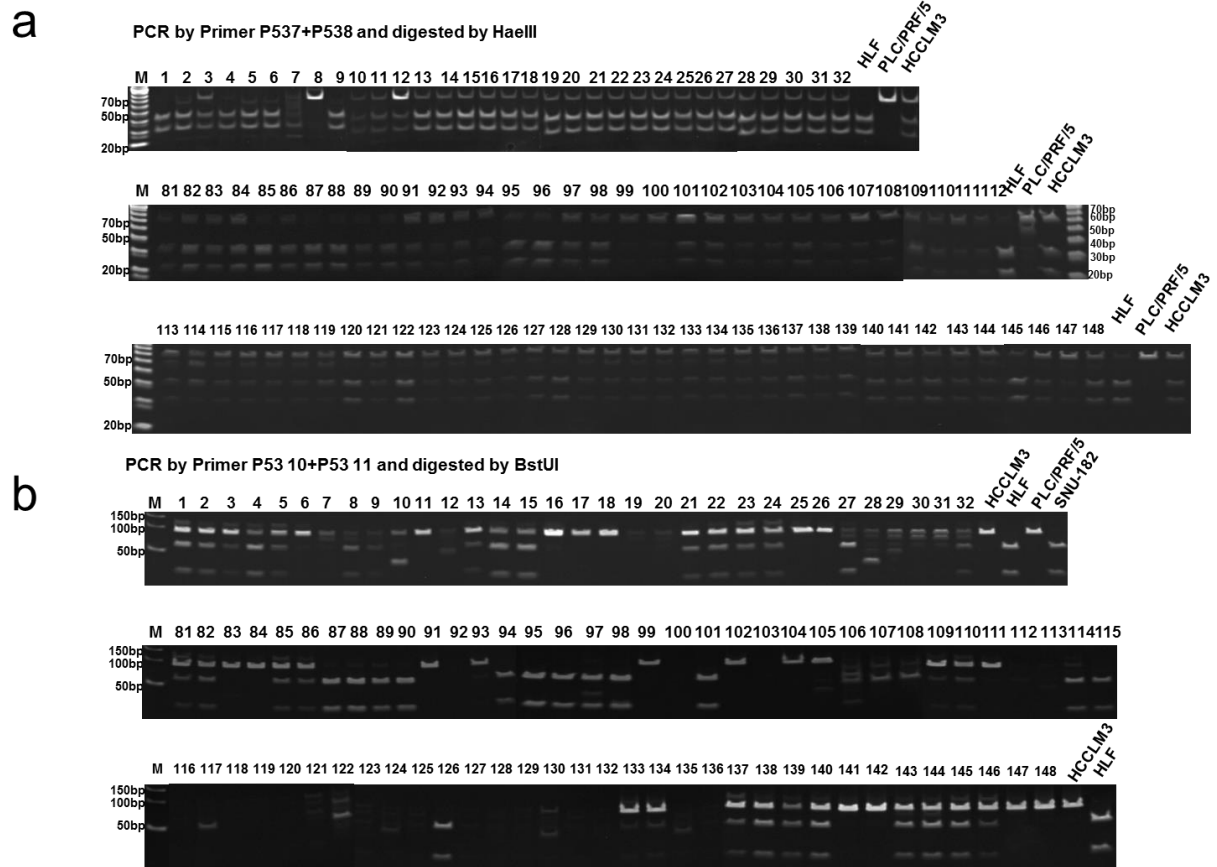 a
PCR by Primer P537+P538 and digested by HaeIII
HLF PLC/PRF/5 HCCLM3
M 1 2 3 4 5 6 7 8 9 10 11 12 13 14 15 16 17 18 19 20 21 22 23 24 25 26 27 28 29 30 31 32
70bp
50bp
20bp
HLF PLC/PRF/5 HCCLM3
M 81 82 83 84 85 86 87 88 89 90 91 92 93 94 95 96 97 98 99 100 101 102 103 104 105 106 107 108 109 110 111 112
70bp 70bp
60bp
50bp 50bp
40bp
30bp
20bp 20bp
HLF PLC/PRF/5 HCCLM3
113 114 115 116 117 118 119 120 121 122 123 124 125 126 127 128 129 130 131 132 133 134 135 136 137 138 139 140 141 142 143 144 145 146 147 148
70bp
50bp
20bp
PCR by Primer P53 10+P53 11 and digested by BstUI
b
HCCLM3 HLF PLC/PRF/5 SNU-182
M 1 2 3 4 5 6 7 8 9 10 11 12 13 14 15 16 17 18 19 20 21 22 23 24 25 26 27 28 29 30 31 32
150bp
100bp
50bp
M 81 82 83 84 85 86 87 88 89 90 91 92 93 94 95 96 97 98 99 100 101 102 103 104 105 106 107 108 109 110 111 112 113 114 115
150bp
100bp
50bp
HCCLM3 HLF
M 116 117 118 119 120 121 122 123 124 125 126 127 128 129 130 131 132 133 134 135 136 137 138 139 140 141 142 143 144 145 146 147 148
150bp
100bp
50bp